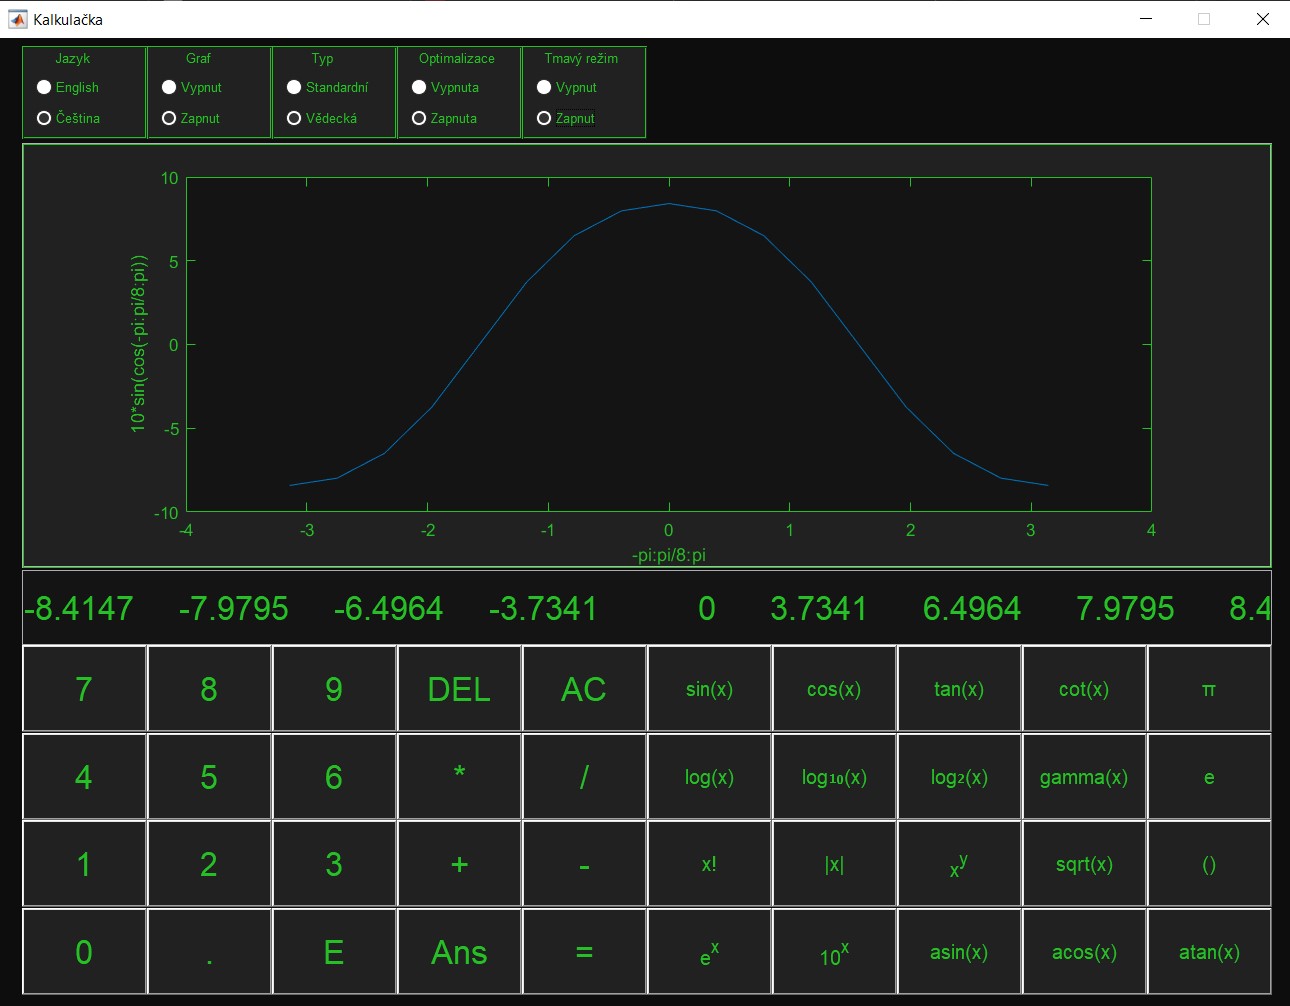 Kalkulačka
Jazyk Graf Typ Optimalizace Tmavý režim
English Vypnut Standardní Vypnuta Vypnut
Čeština Zapnut Vědecká Zapnuta Zapnut
10
5
0
-5
-10
10*sin(cos(-pi:pi/8:pi))
-4 -3 -2 -1 0 1 2 3 4
-pi:pi/8:pi
-8.4147 -7.9795 -6.4964 -3.7341 0 3.7341 6.4964 7.9795 8.4
7 8 9 DEL AC sin(x) cos(x) tan(x) cot(x) π
4 5 6 * / log(x) log₁₀(x) log₂(x) gamma(x) e
1 2 3 + - x! |x| x^y sqrt(x) ()
0 . E Ans = e^x 10^x asin(x) acos(x) atan(x)